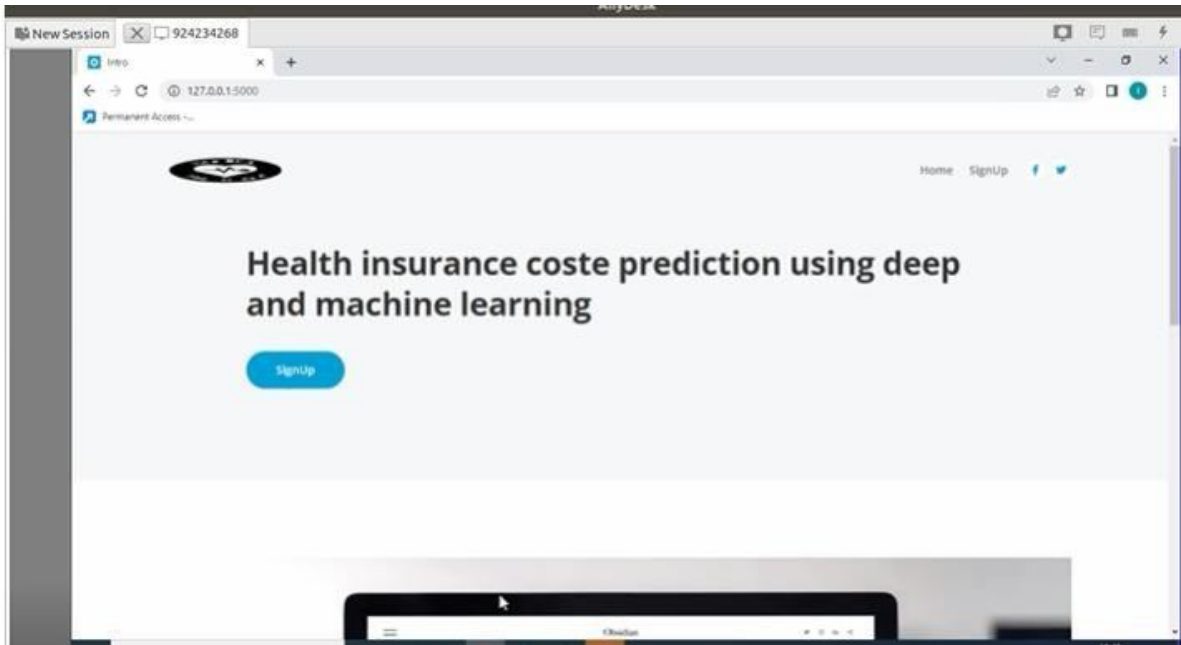 AnyDesk
New Session
924234268
Intro
127.0.0.1:5000
Permanent Access -...
Home SignUp
Health insurance coste prediction using deep
and machine learning
SignUp
Obsidian